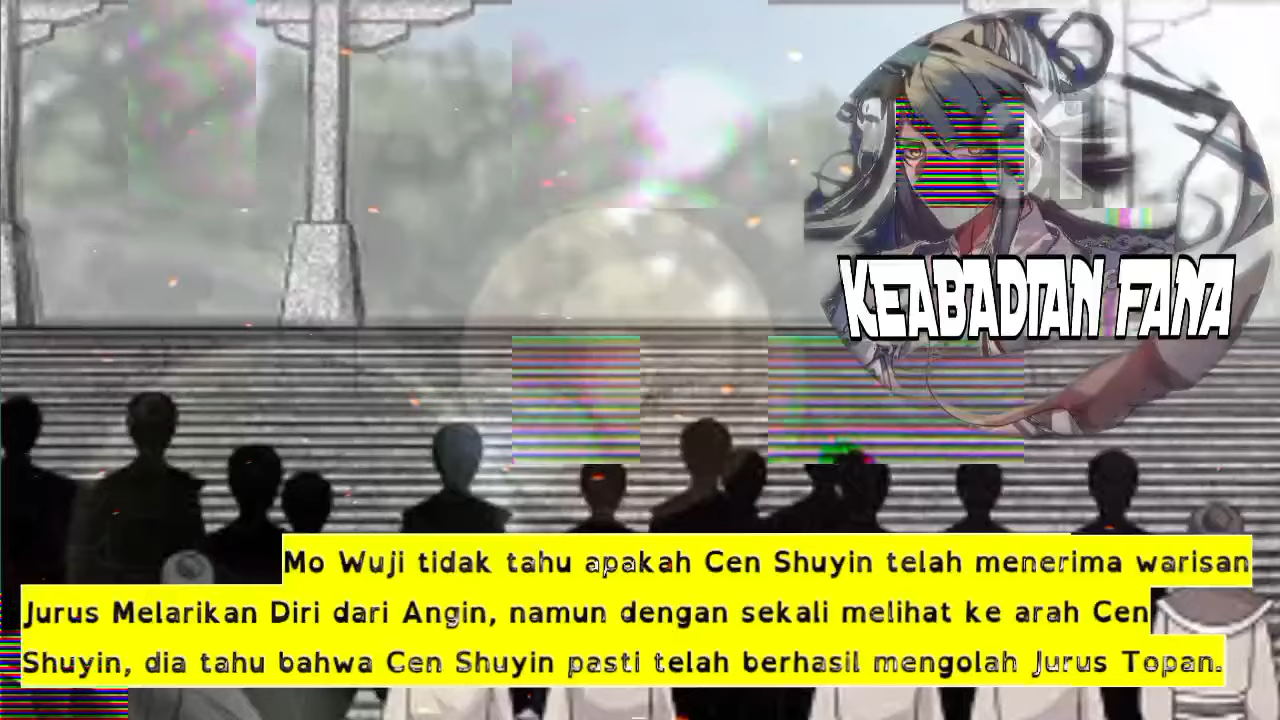 KEABADIAN FANA
Mo Wuji tidak tahu apakah Cen Shuyin telah menerima warisan
Jurus Melarikan Diri dari Angin, namun dengan sekali melihat ke arah Cen
Shuyin, dia tahu bahwa Cen Shuyin pasti telah berhasil mengolah Jurus Topan.